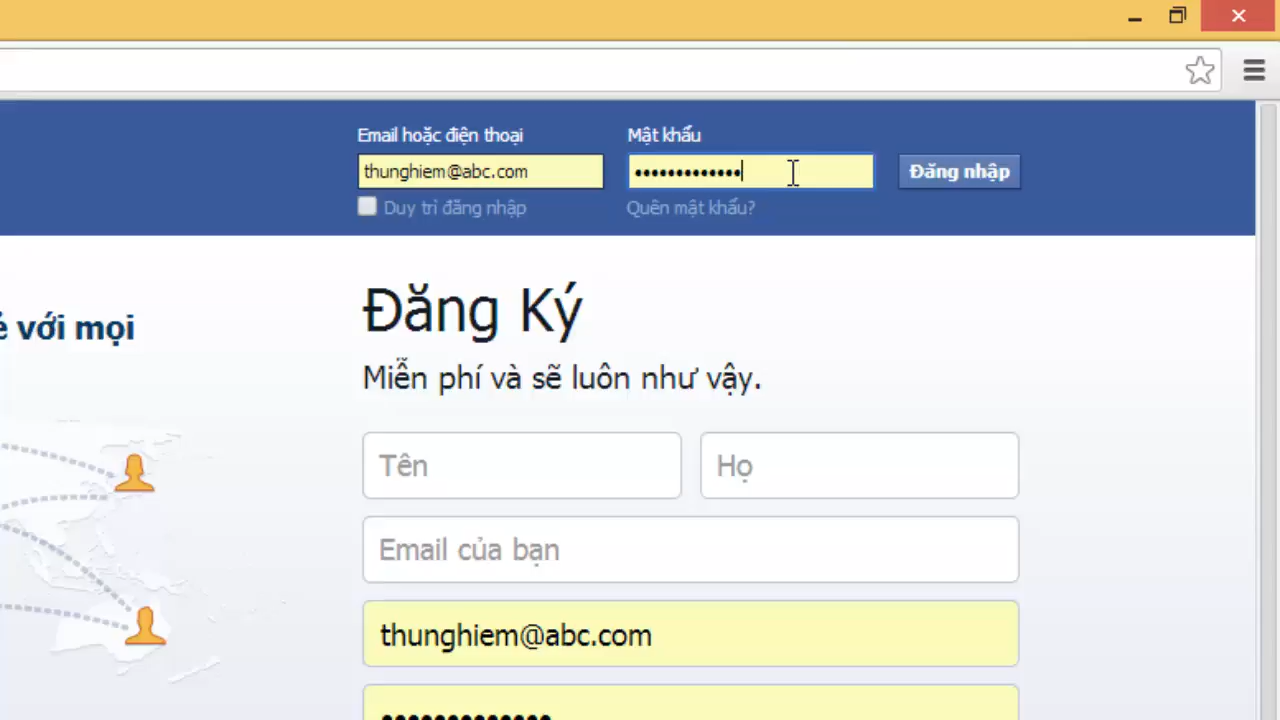 Email hoặc điện thoại
Mật khẩu
thunghiem@abc.com
•••••••••••••
Đăng nhập
Duy trì đăng nhập
Quên mật khẩu?
Đăng Ký
với mọi
Miễn phí và sẽ luôn như vậy.
Tên
Họ
Email của bạn
thunghiem@abc.com